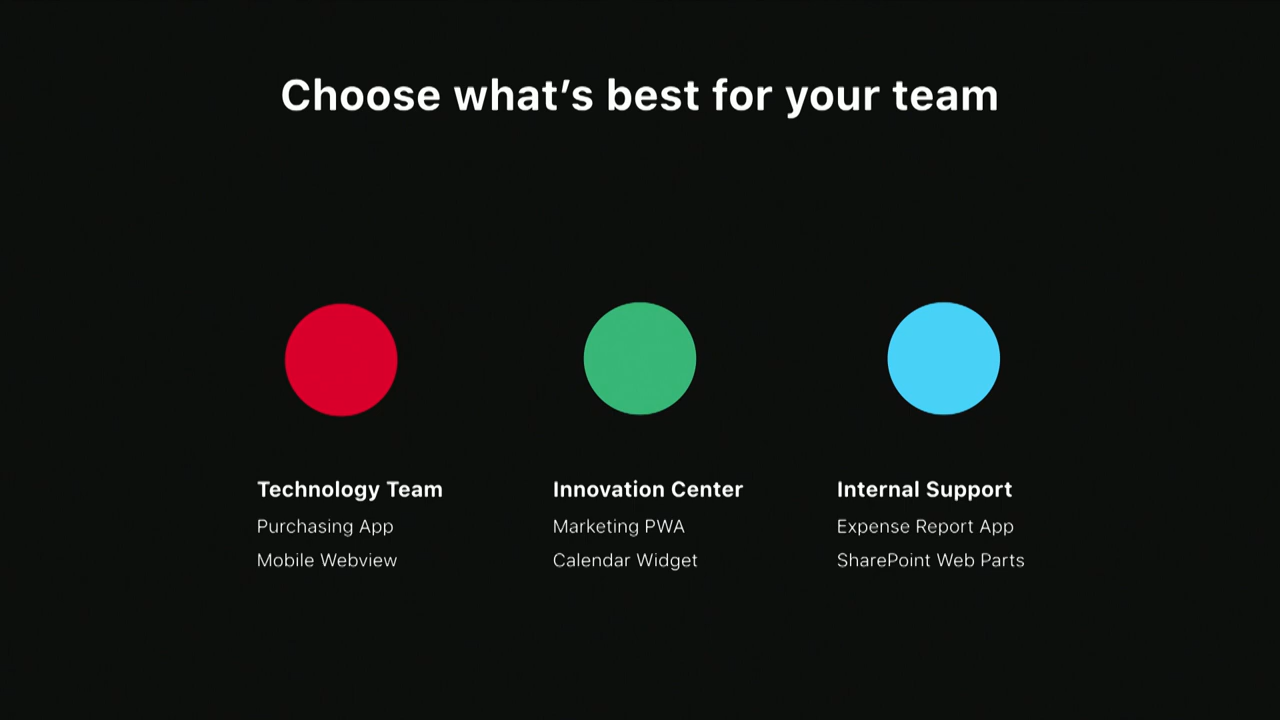 Choose what’s best for your team
Technology Team
Purchasing App
Mobile Webview
Innovation Center
Marketing PWA
Calendar Widget
Internal Support
Expense Report App
SharePoint Web Parts